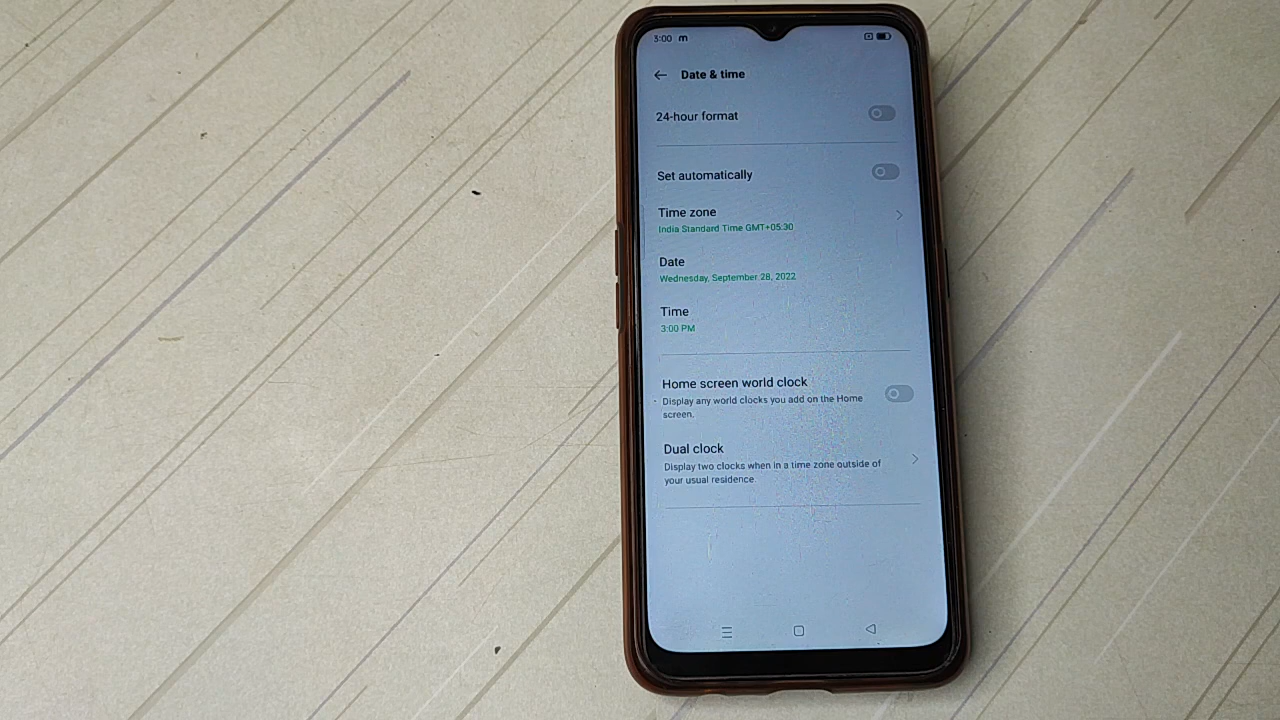 3:00 m
Date & time
24-hour format
Set automatically
Time zone
India Standard Time GMT+05:30
Date
Wednesday, September 28, 2022
Time
3:00 PM
Home screen world clock
Display any world clocks you add on the Home
screen.
Dual clock
Display two clocks when in a time zone outside of
your usual residence